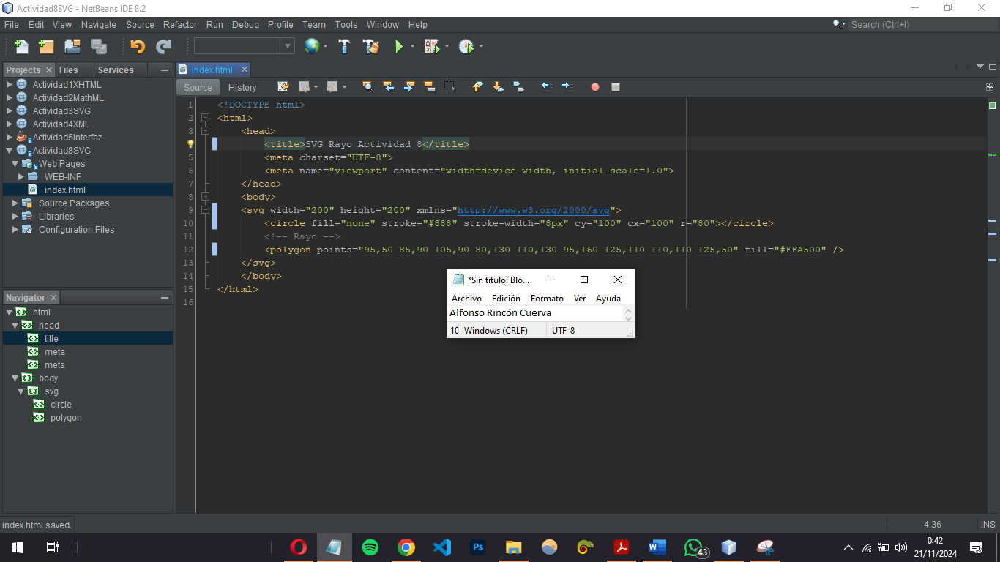 Actividad8SVG - NetBeans IDE 8.2
File Edit View Navigate Source Refactor Run Debug Profile Team Tools Window Help
Search (Ctrl+I)
Projects Files Services
Actividad1XHTML
Actividad2MathML
Actividad3SVG
Actividad4XML
Actividad5Interfaz
Actividad8SVG
Web Pages
WEB-INF
index.html
Source Packages
Libraries
Configuration Files
Navigator
html
head
title
meta
meta
body
svg
circle
polygon
index.html
Source History
1 <!DOCTYPE html>
2 <html>
3 <head>
<title>SVG Rayo Actividad 8</title>
5 <meta charset="UTF-8">
6 <meta name="viewport" content="width=device-width, initial-scale=1.0">
7 </head>
8 <body>
9 <svg width="200" height="200" xmlns="http://www.w3.org/2000/svg">
10 <circle fill="none" stroke="#888" stroke-width="8px" cy="100" cx="100" r="80"></circle>
11 <!-- Rayo -->
12 <polygon points="95,50 85,90 105,90 80,130 110,130 95,160 125,110 110,110 125,50" fill="#FFA500" />
13 </svg>
14 </body>
15 </html>
16
*Sin título: Blo...
Archivo Edición Formato Ver Ayuda
Alfonso Rincón Cuerva
10 Windows (CRLF) UTF-8
index.html saved.
4:36 INS
Ps
43
0:42
21/11/2024